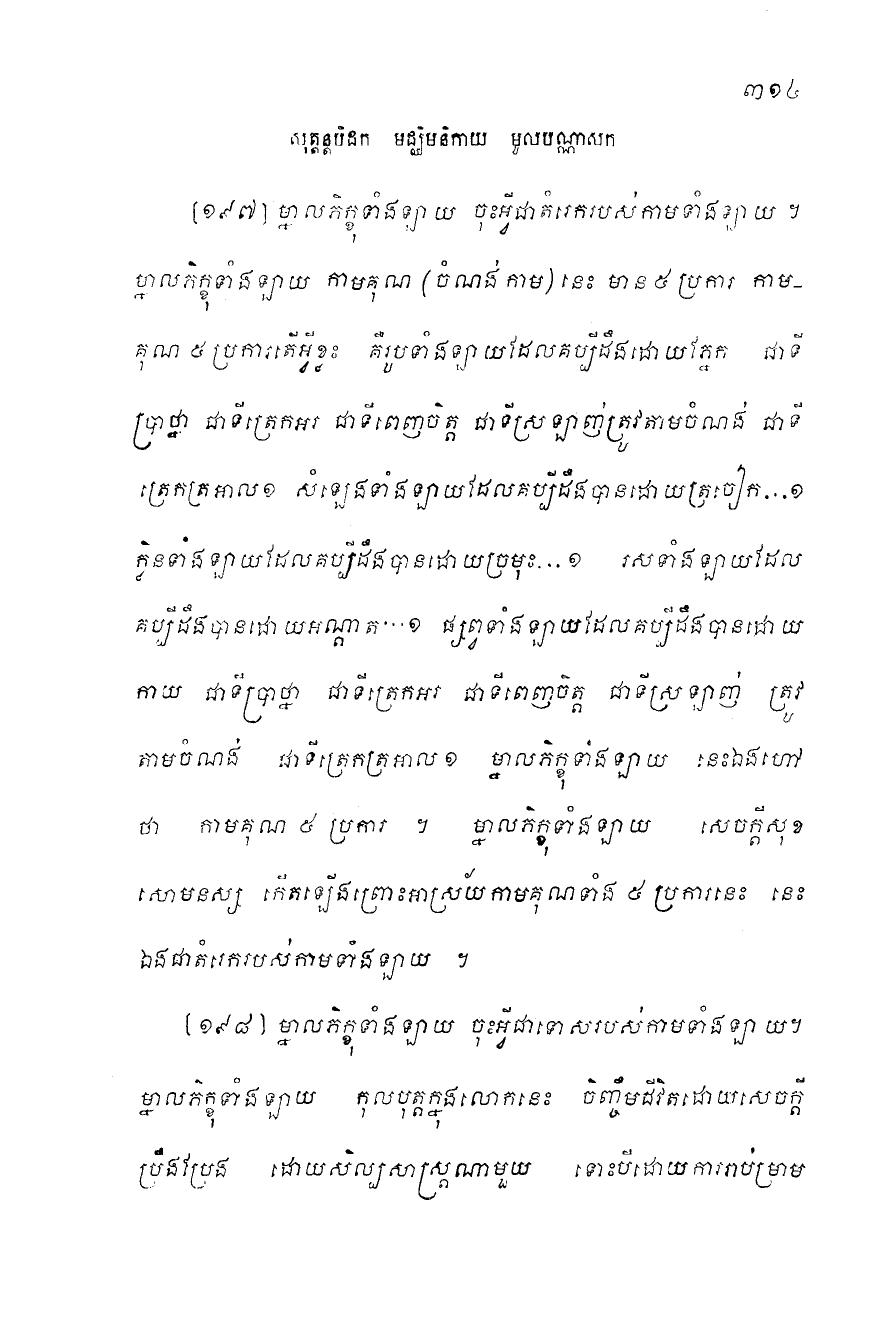 ៣១៤
សុត្តន្តបិដក មជ្ឈិមនិកាយ មូលបណ្ណាសក
[១៩៧] ម្នាលភិក្ខុទាំងឡាយ ចុះអ្វីជាតំរេករបស់កាមទាំងឡាយ ។
ម្នាលភិក្ខុទាំងឡាយ កាមគុណ (ចំណង់កាម) នេះ មាន ៥ ប្រការ កាម-
គុណ ៥ ប្រការតើអ្វីខ្លះ គឺរូបទាំងឡាយដែលគប្បីដឹងដោយភ្នែក ជាទី
ប្រាថ្នា ជាទីត្រេកអរ ជាទីពេញចិត្ត ជាទីស្រឡាញ់ត្រូវតាមចំណង់ ជាទី
ត្រេកត្រអាល១ សំឡេងទាំងឡាយដែលគប្បីដឹងបានដោយត្រចៀក...១
ក្លិនទាំងឡាយដែលគប្បីដឹងបានដោយច្រមុះ...១ រសទាំងឡាយដែល
គប្បីដឹងបានដោយអណ្តាត...១ ផ្សព្វទាំងឡាយដែលគប្បីដឹងបានដោយ
កាយ ជាទីប្រាថ្នា ជាទីត្រេកអរ ជាទីពេញចិត្ត ជាទីស្រឡាញ់ ត្រូវ
តាមចំណង់ ជាទីត្រេកត្រអាល១ ម្នាលភិក្ខុទាំងឡាយ នេះឯងហៅ
ថា កាមគុណ ៥ ប្រការ ។ ម្នាលភិក្ខុទាំងឡាយ សេចក្តីសុខ
សោមនស្ស កើតឡើងព្រោះអាស្រ័យកាមគុណទាំង ៥ ប្រការនេះ នេះ
ឯងជាតំរេករបស់កាមទាំងឡាយ ។
[១៩៨] ម្នាលភិក្ខុទាំងឡាយ ចុះអ្វីជាទោសរបស់កាមទាំងឡាយ។
ម្នាលភិក្ខុទាំងឡាយ កុលបុត្តក្នុងលោកនេះ ចិញ្ចឹមជីវិតដោយសេចក្តី
ប្រឹងប្រែង ដោយសិល្បសាស្ត្រណាមួយ ទោះបីដោយការរាប់ម្រាម